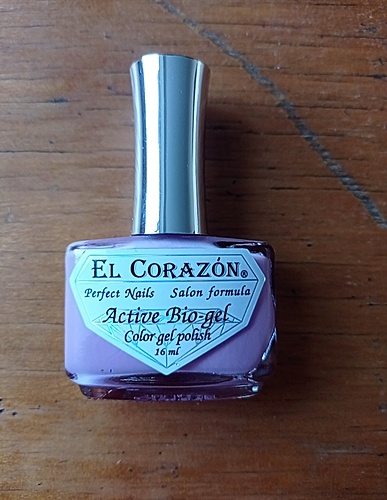 EL CORAZÓN®
Perfect Nails Salon formula
Active Bio-gel
Color gel polish
16 ml